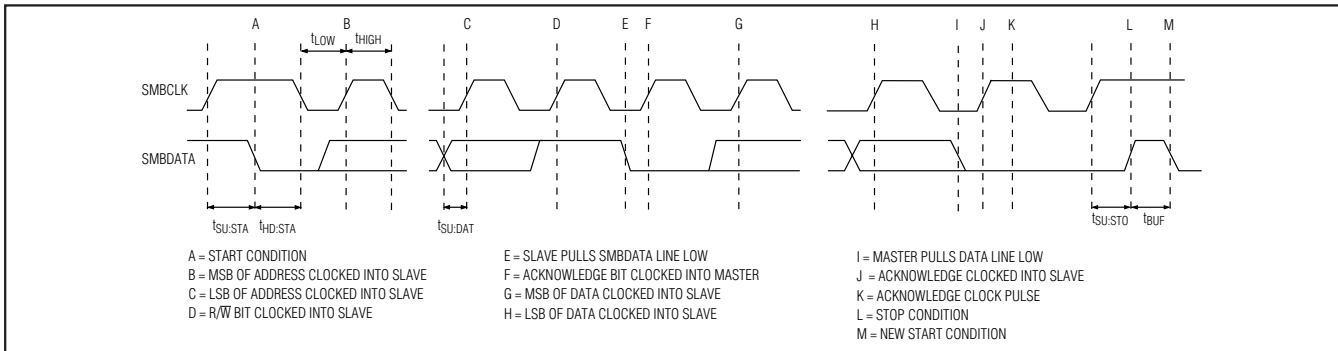 A B C D E F G H I J K L M
tLOW tHIGH
SMBCLK
SMBDATA
tSU:STA tHD:STA tSU:DAT tSU:STO tBUF
A = START CONDITION
B = MSB OF ADDRESS CLOCKED INTO SLAVE
C = LSB OF ADDRESS CLOCKED INTO SLAVE
D = R/W̅ BIT CLOCKED INTO SLAVE
E = SLAVE PULLS SMBDATA LINE LOW
F = ACKNOWLEDGE BIT CLOCKED INTO MASTER
G = MSB OF DATA CLOCKED INTO SLAVE
H = LSB OF DATA CLOCKED INTO SLAVE
I = MASTER PULLS DATA LINE LOW
J = ACKNOWLEDGE CLOCKED INTO SLAVE
K = ACKNOWLEDGE CLOCK PULSE
L = STOP CONDITION
M = NEW START CONDITION